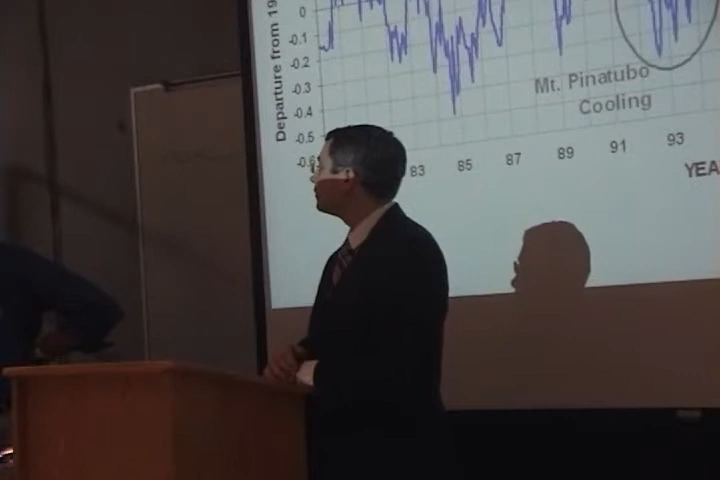 Departure from 19
0
-0.1
-0.2
-0.3
-0.4
-0.5
-0.6
Mt. Pinatubo
Cooling
83 85 87 89 91 93
YEA